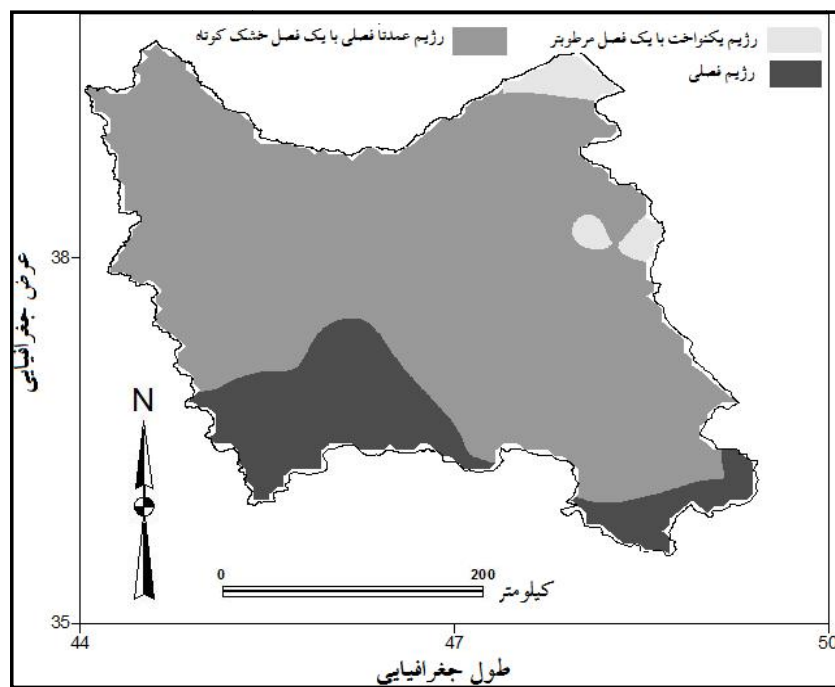 رژیم یکنواخت با یک فصل مرطوبتر
رژیم عمدتاً فصلی با یک فصل خشک کوتاه
رژیم فصلی
38
عرض جغرافیایی
N
0
200
کیلومتر
35
44
47
50
طول جغرافیایی